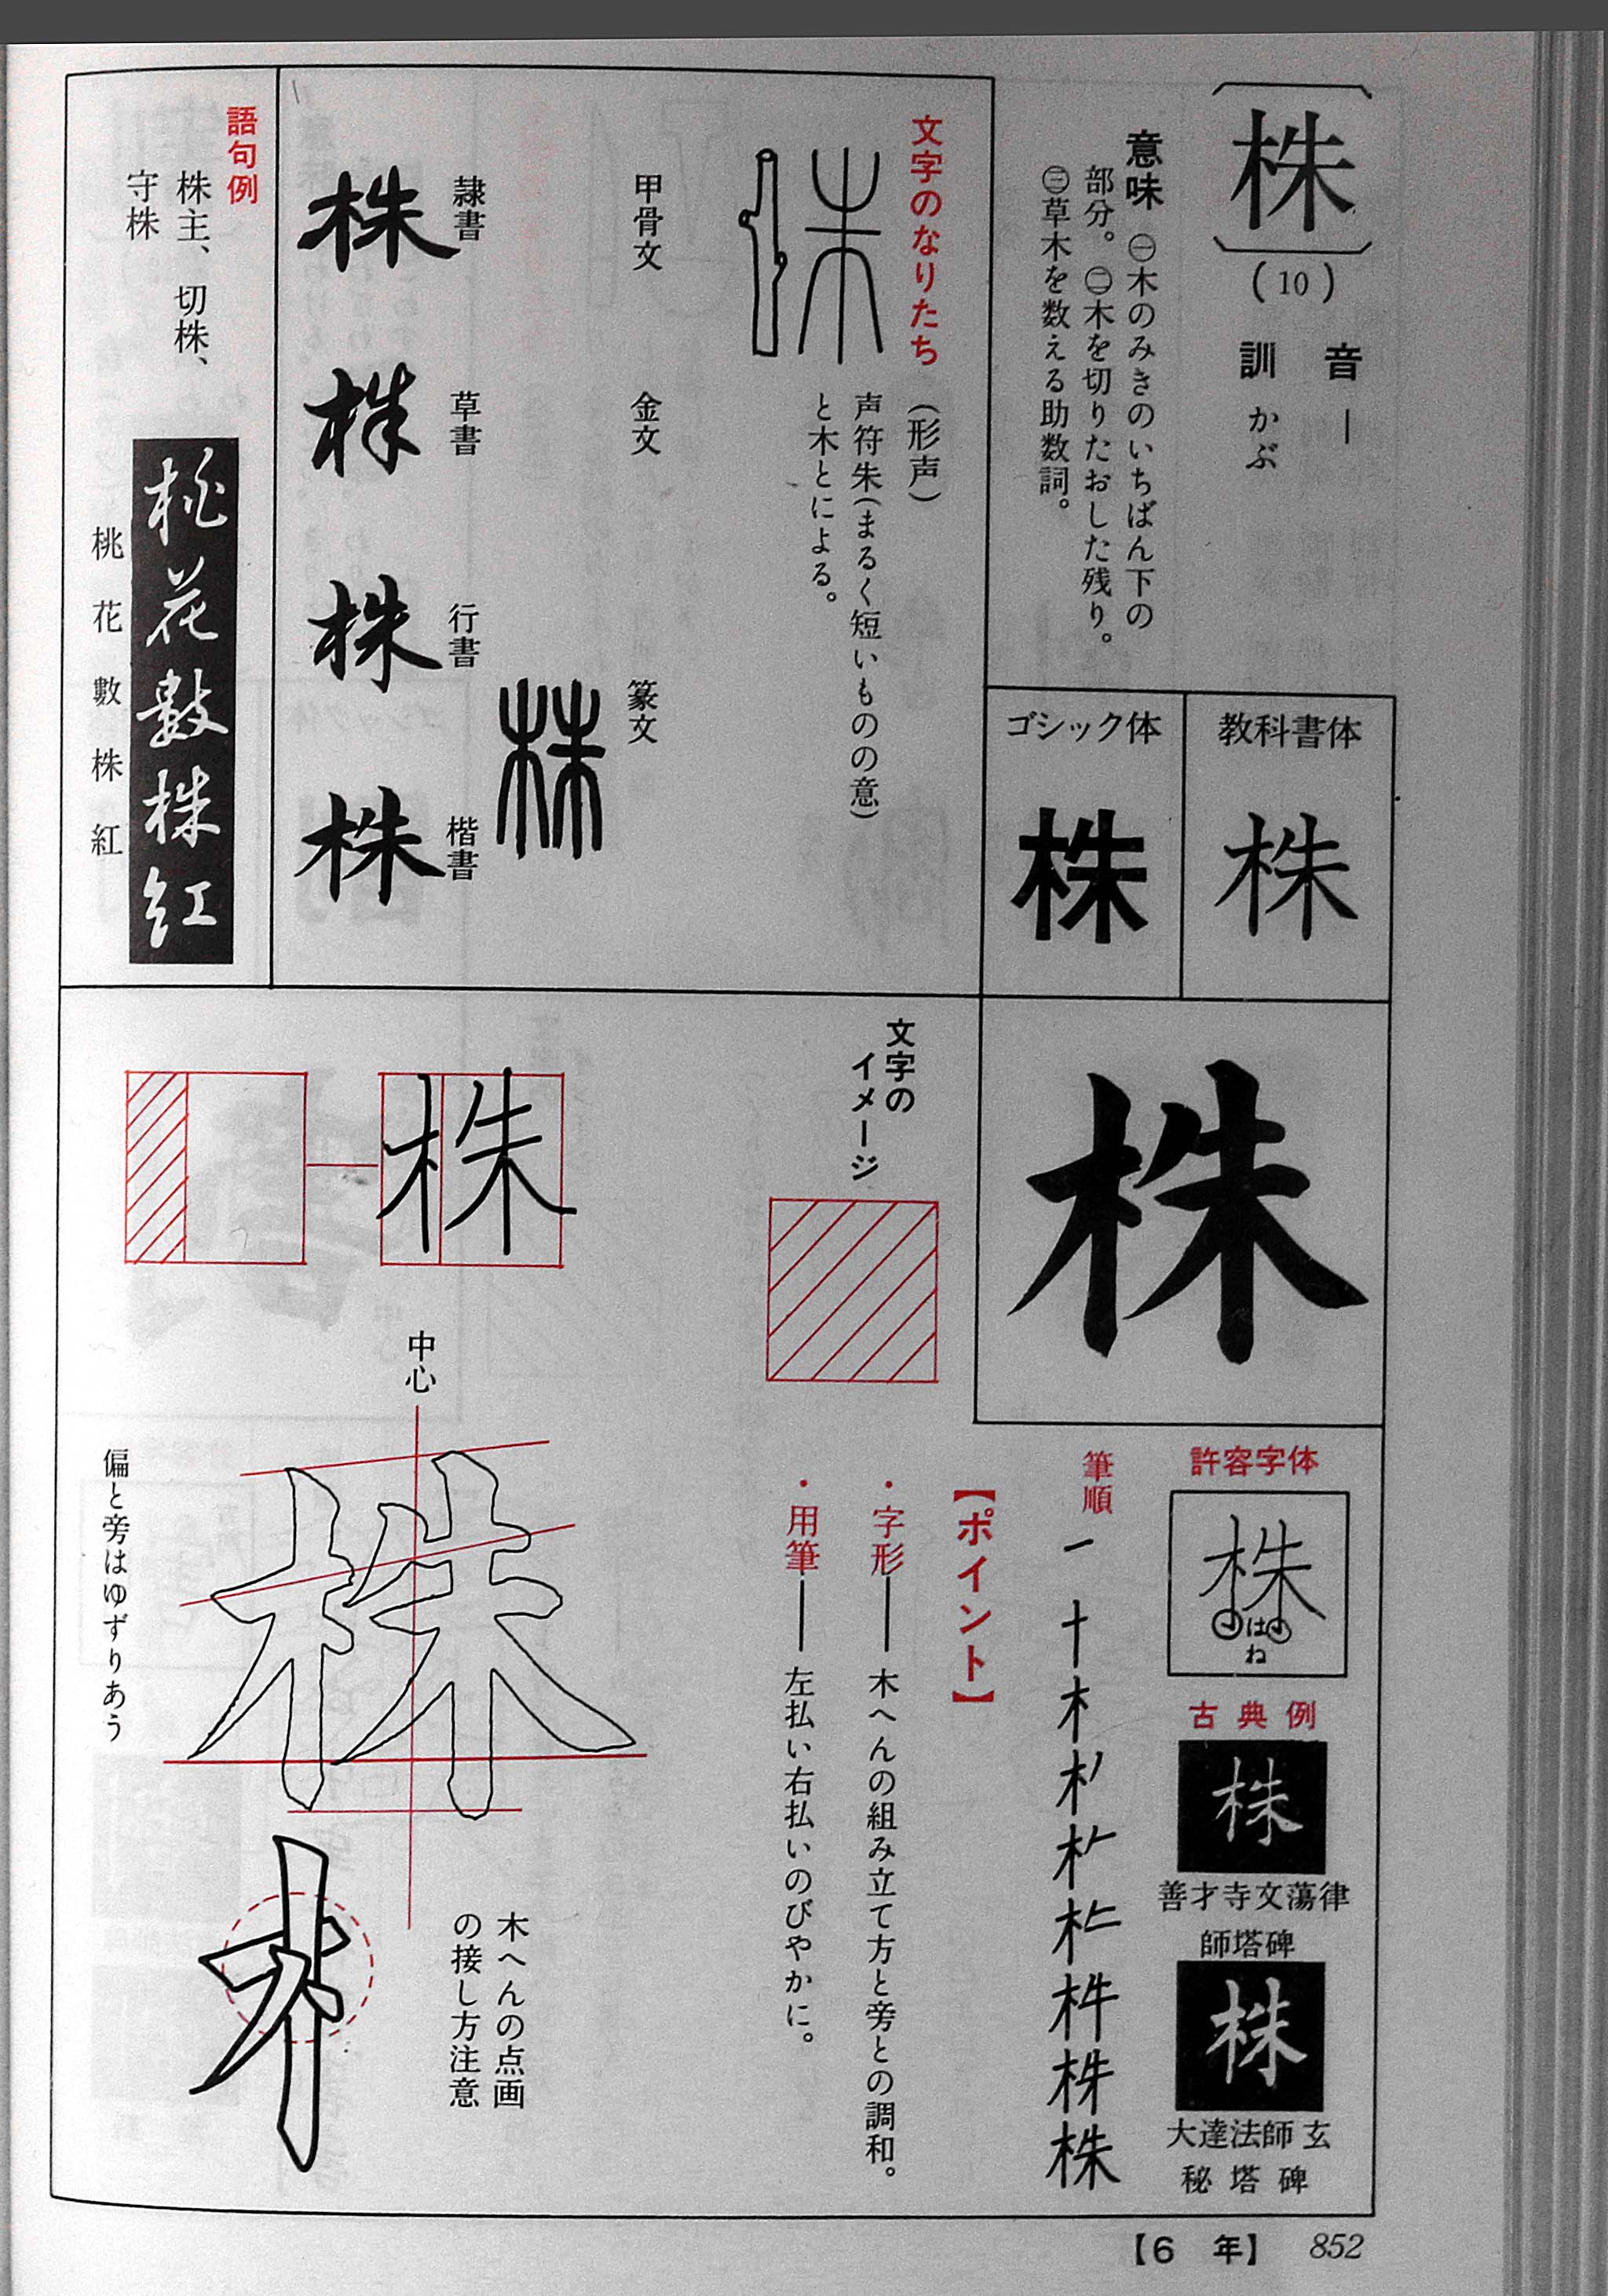 株
(10)
音 ―
訓 かぶ
意味 ㊀木のみきのいちばん下の
部分。㊁木を切りたおした残り。
㊂草木を数える助数詞。
教科書体
株
ゴシック体
株
文字のなりたち
(形声)
声符朱(まるく短いものの意)
と木とによる。
甲骨文
金文
篆文
株
隷書
株
草書
株
行書
株
楷書
株
語句例
株主、切株、
守株
桃花數株紅
桃花數株紅
株
許容字体
株
はね
古典例
株
善才寺文蕩律
師塔碑
株
大達法師玄
秘塔碑
筆順
株
【ポイント】
・字形―木へんの組み立て方と旁との調和。
・用筆―左払い右払いのびやかに。
文字の
イメージ
株
中心
株
偏と旁はゆずりあう
木へんの点画
の接し方注意
【6 年】 852